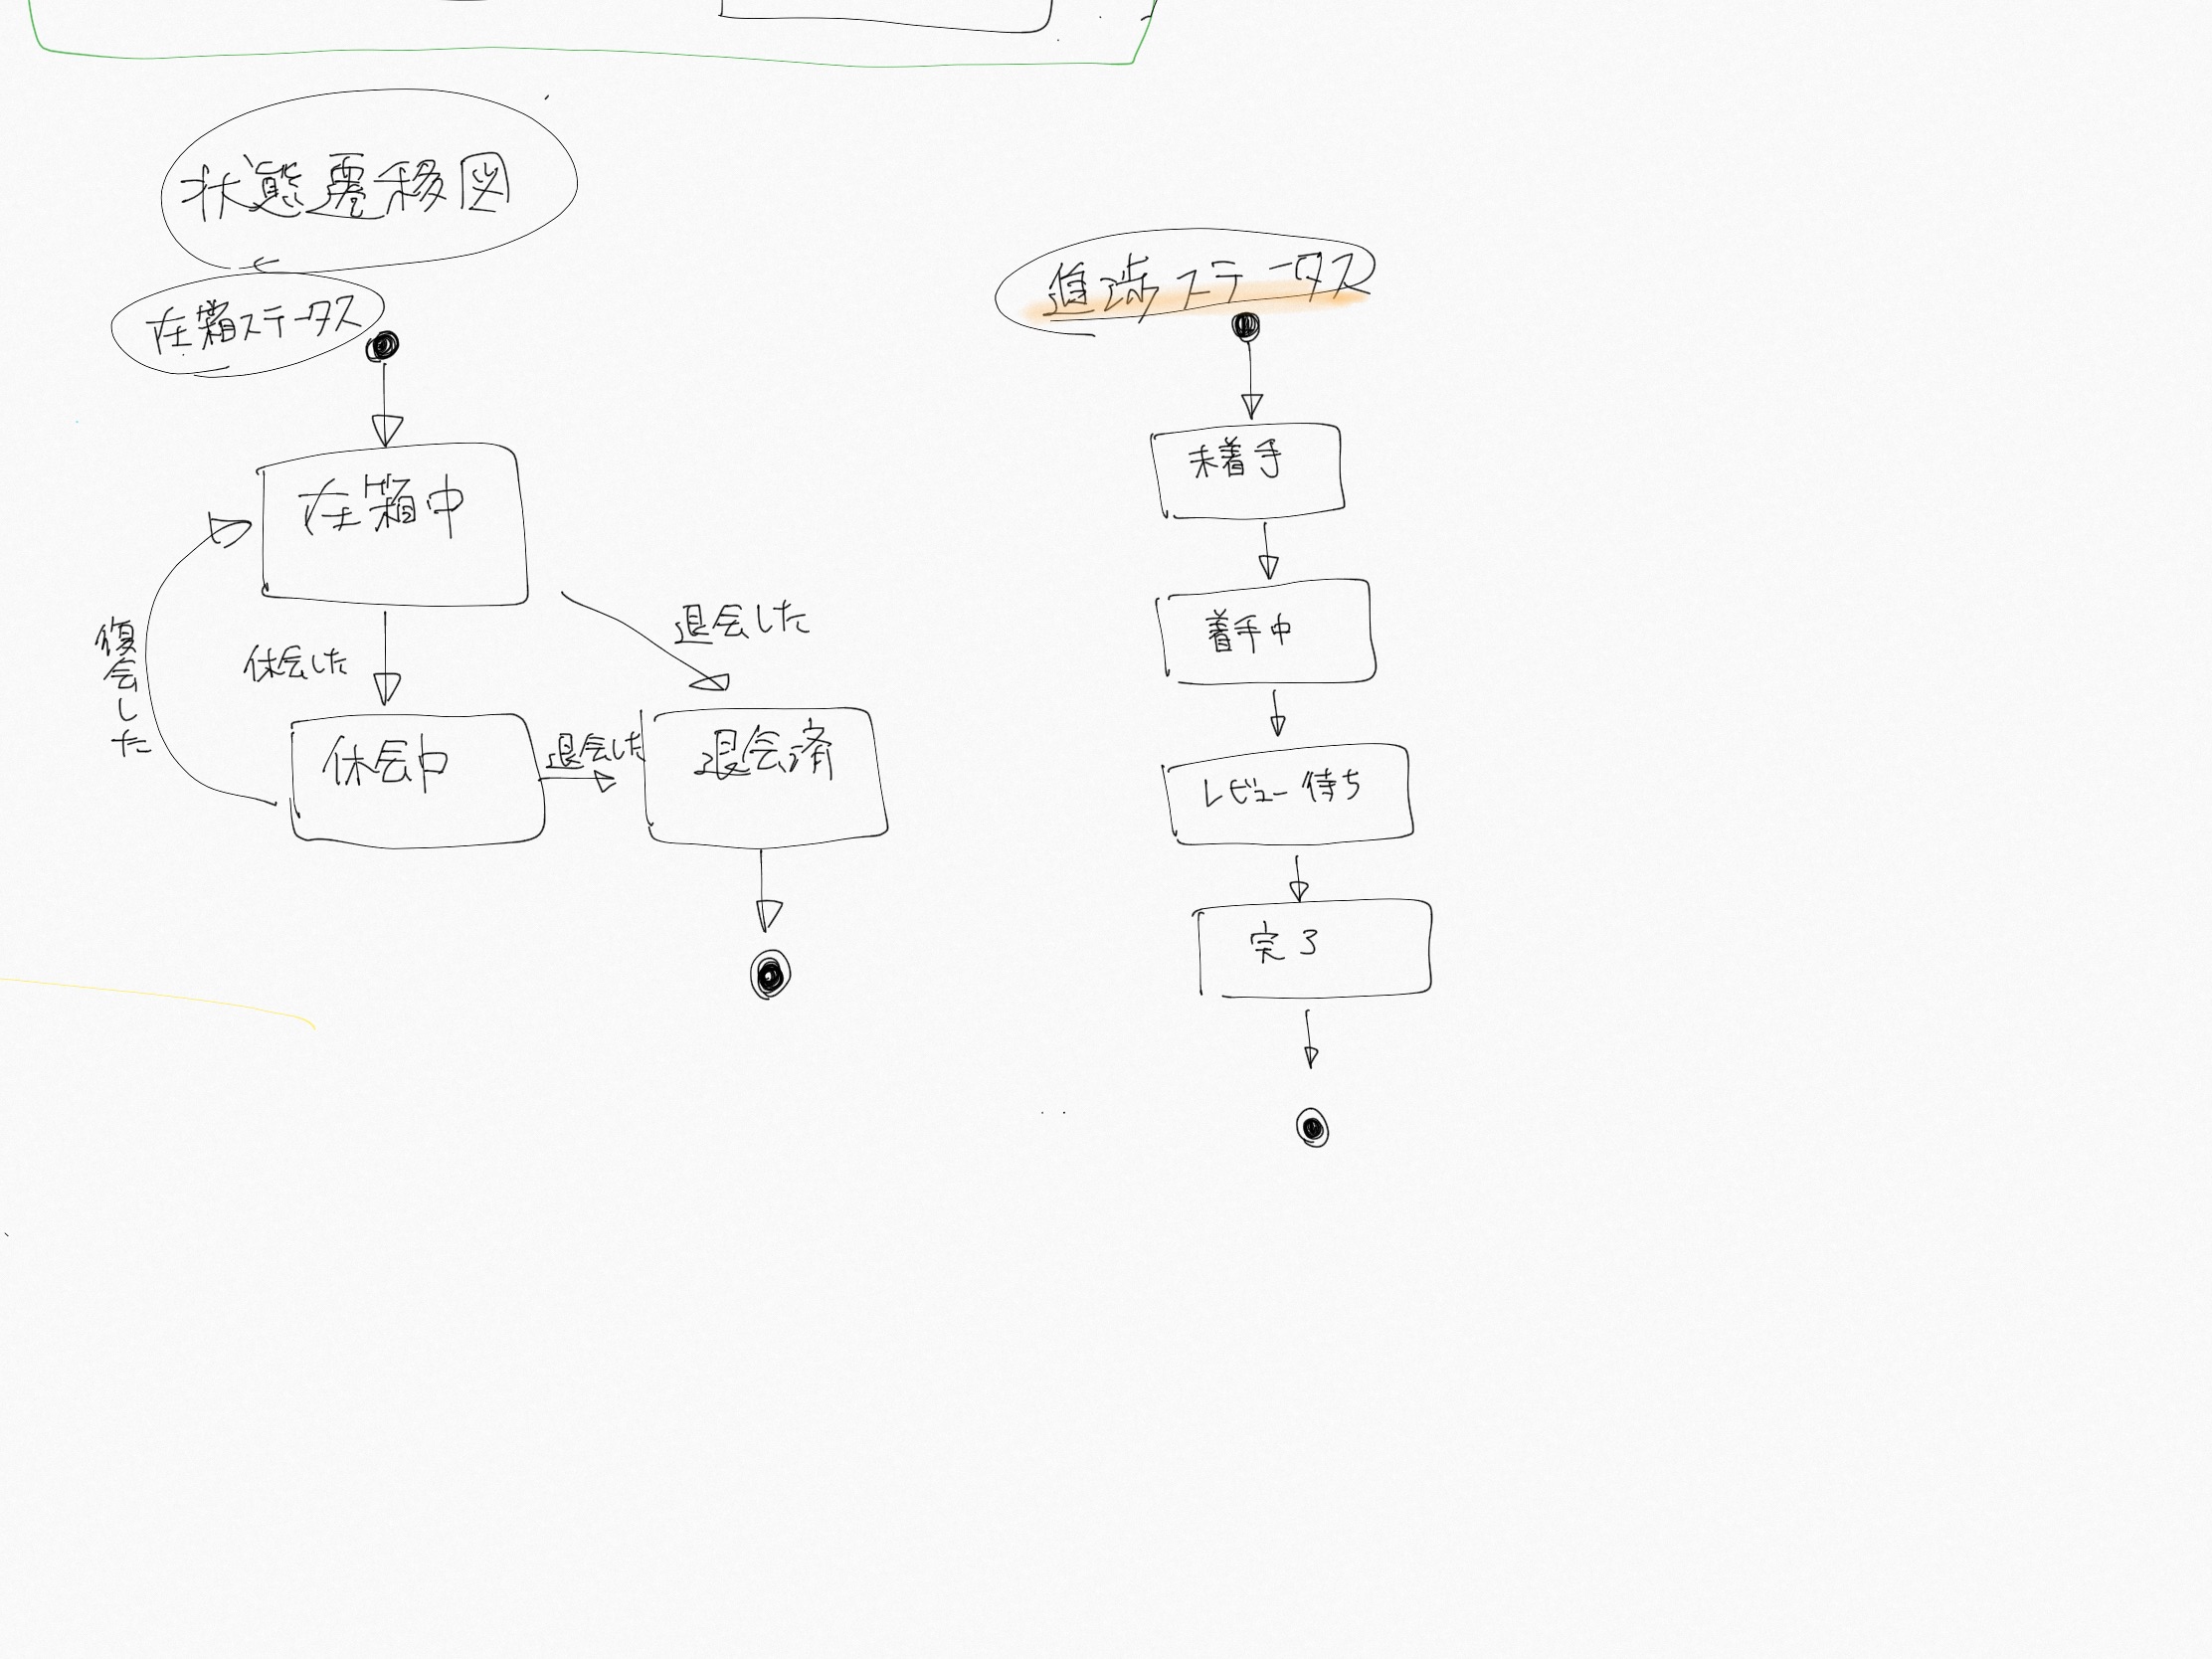 状態遷移図
在籍ステータス
在籍中
復会した
休会した
退会した
休会中
退会した
退会済
進渉ステータス
未着手
着手中
レビュー待ち
完了